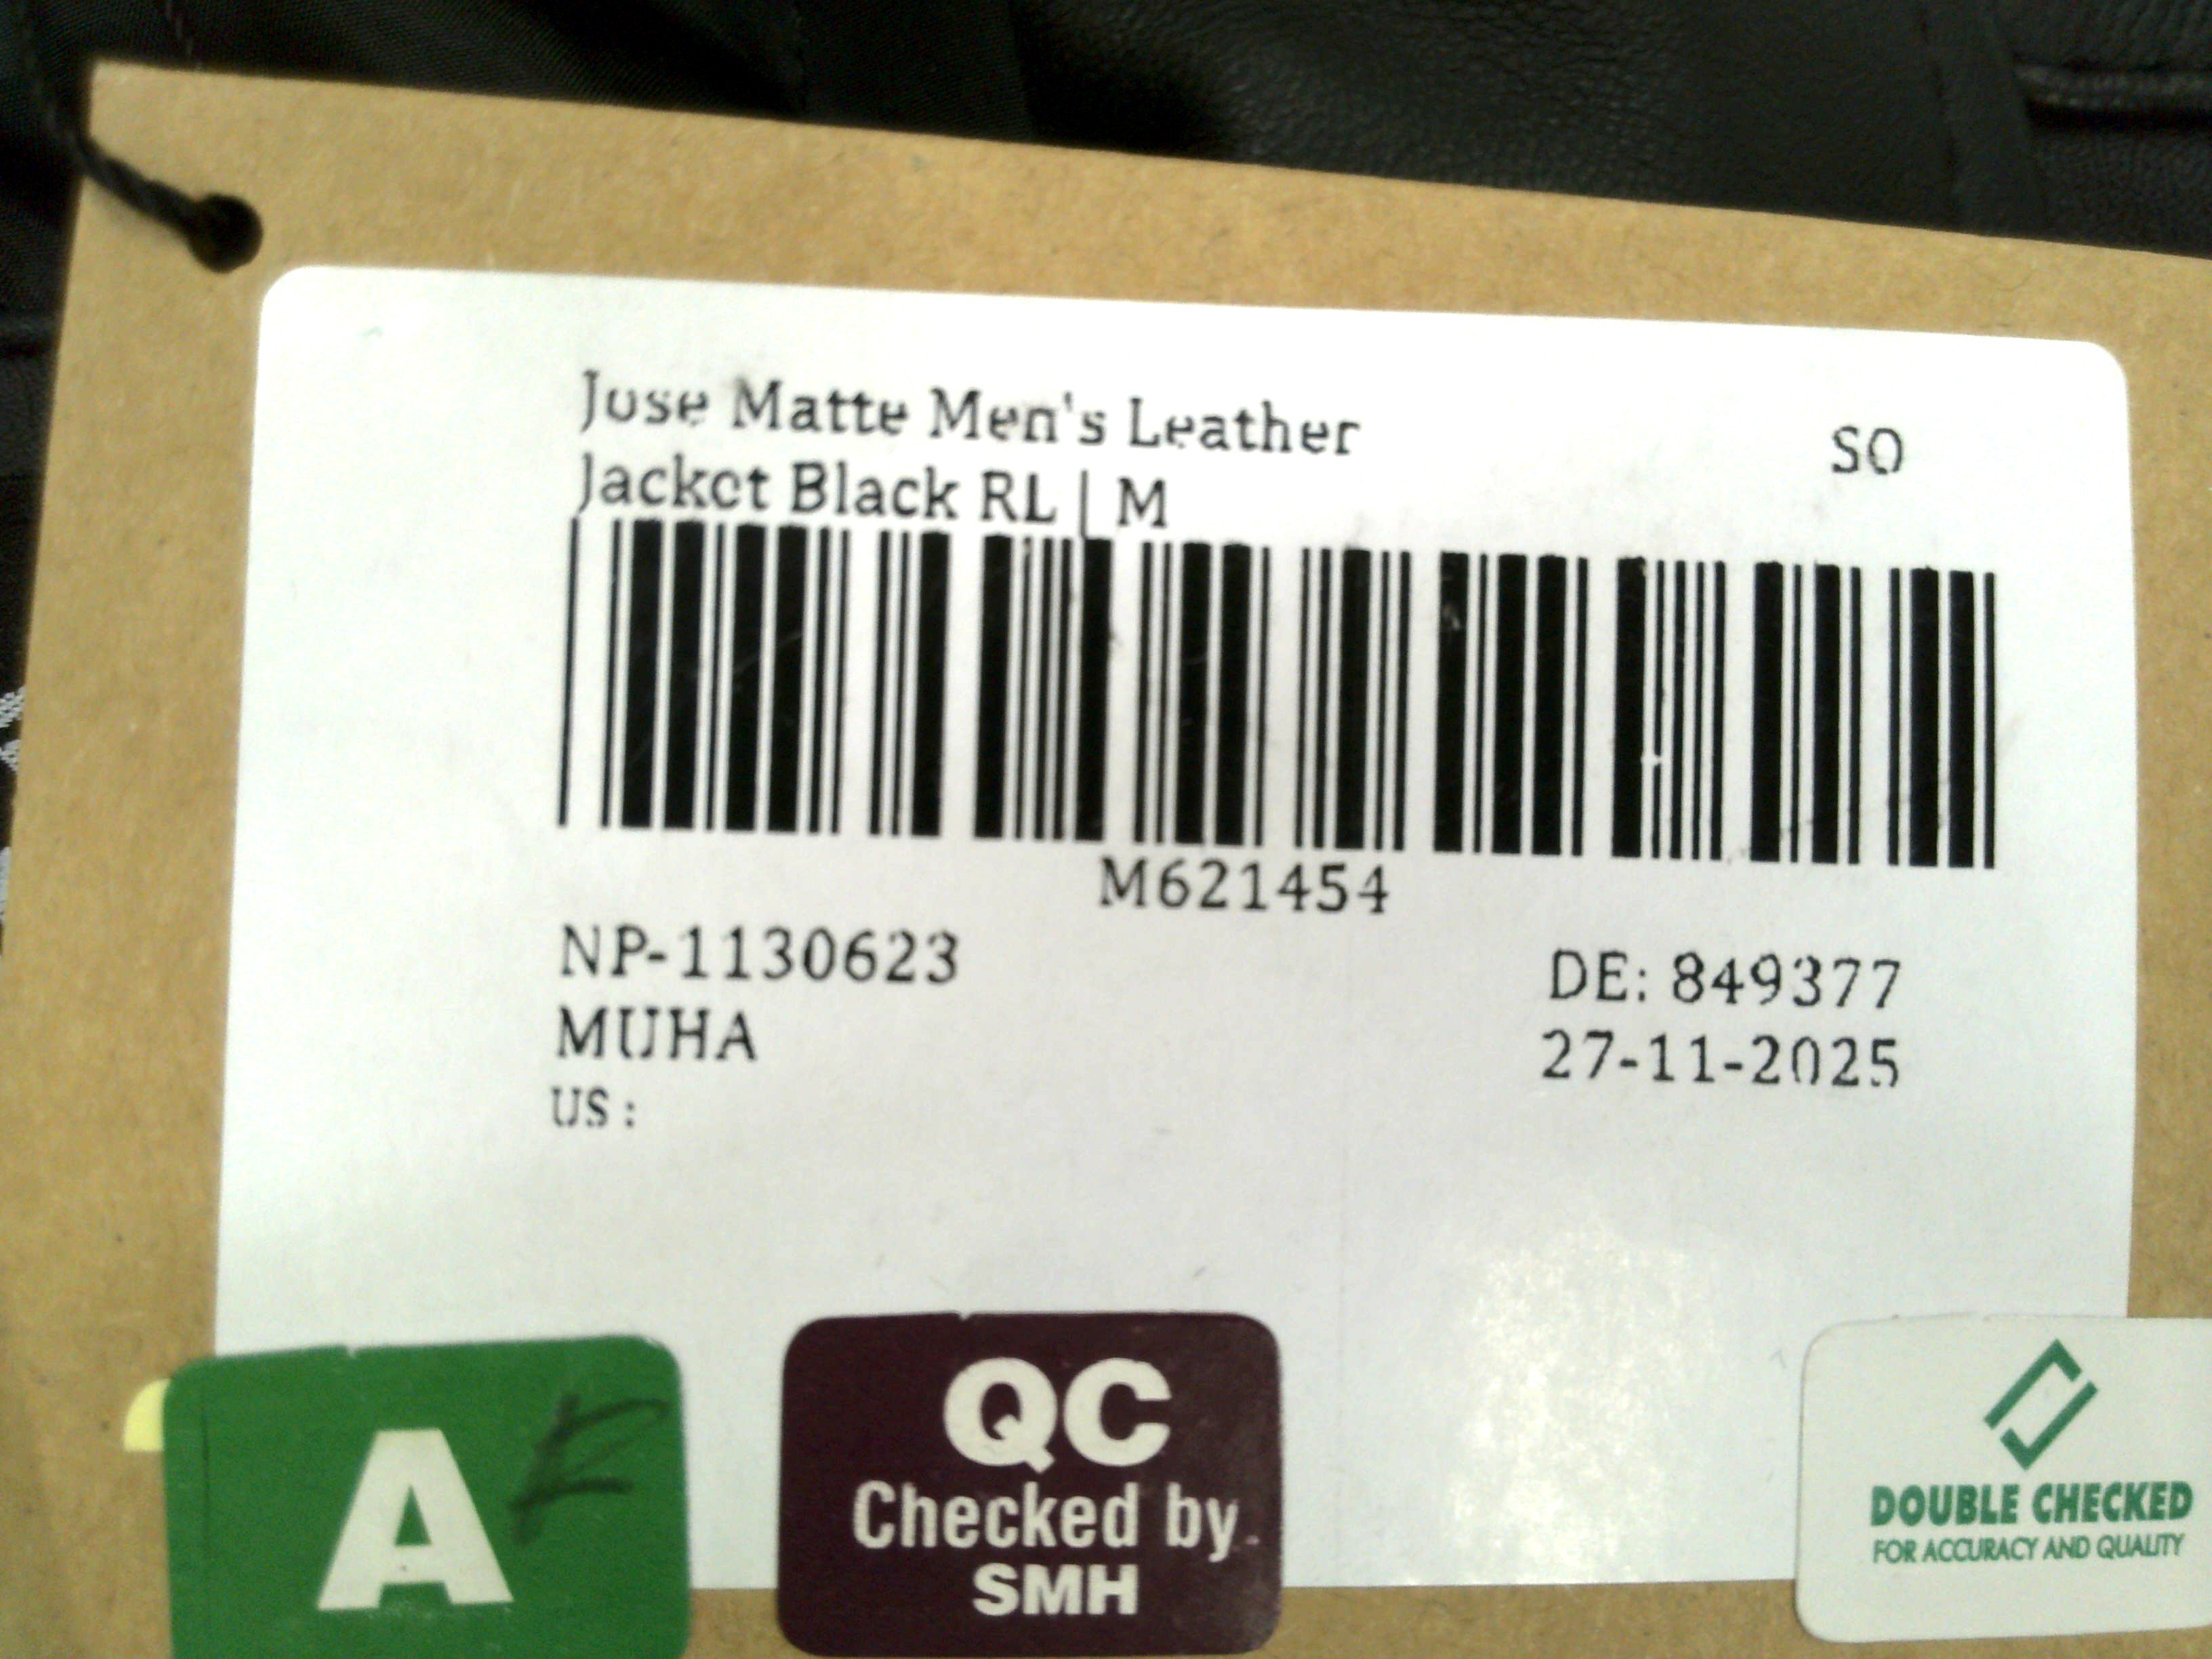 Jose Matte Men's Leather
SO
Jacket Black RL | M
M621454
NP-1130623
DE: 849377
MUHA
27-11-2025
US :
A
QC
Checked by
SMH
DOUBLE CHECKED
FOR ACCURACY AND QUALITY